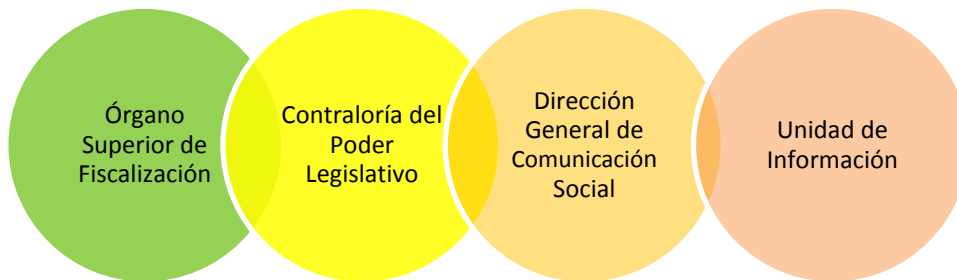 Órgano
Superior de
Fiscalización
Contraloría del
Poder
Legislativo
Dirección
General de
Comunicación
Social
Unidad de
Información